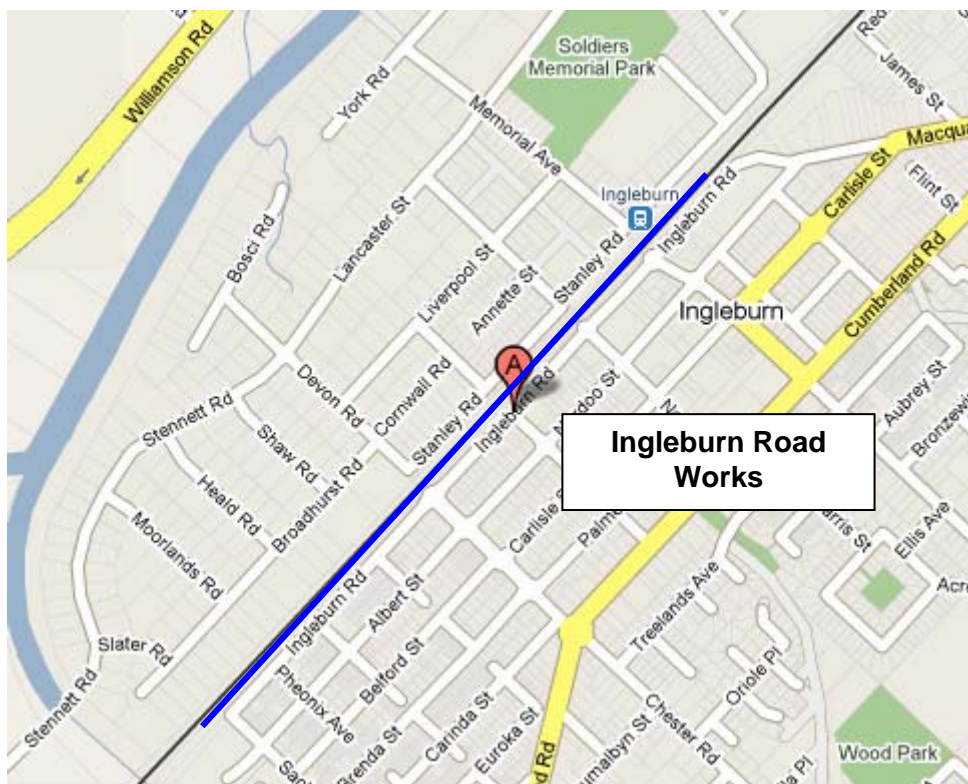 Williamson Rd
York Rd
Soldiers
Memorial Park
Memorial Ave
James St
Carlisle St
Flint St
Ingleburn
Ingleburn Rd
Bosci Rd
Lancaster St
Liverpool St
Annette St
Stanley Rd
Cumberland Rd
Ingleburn
A
Devon Rd
Cornwall Rd
Stanley Rd
Ingleburn Rd
Aubrey St
Stennett Rd
Shaw Rd
Heald Rd
Broadhurst Rd
Moorlands Rd
Ingleburn Road
Works
Ellis Ave
Treelands Ave
Ingleburn Rd
Albert St
Belford St
Slater Rd
Stennett Rd
Pheonix Ave
Brenda St
Carinda St
Euroka St
Chester Rd
Oriole Pl
Wood Park